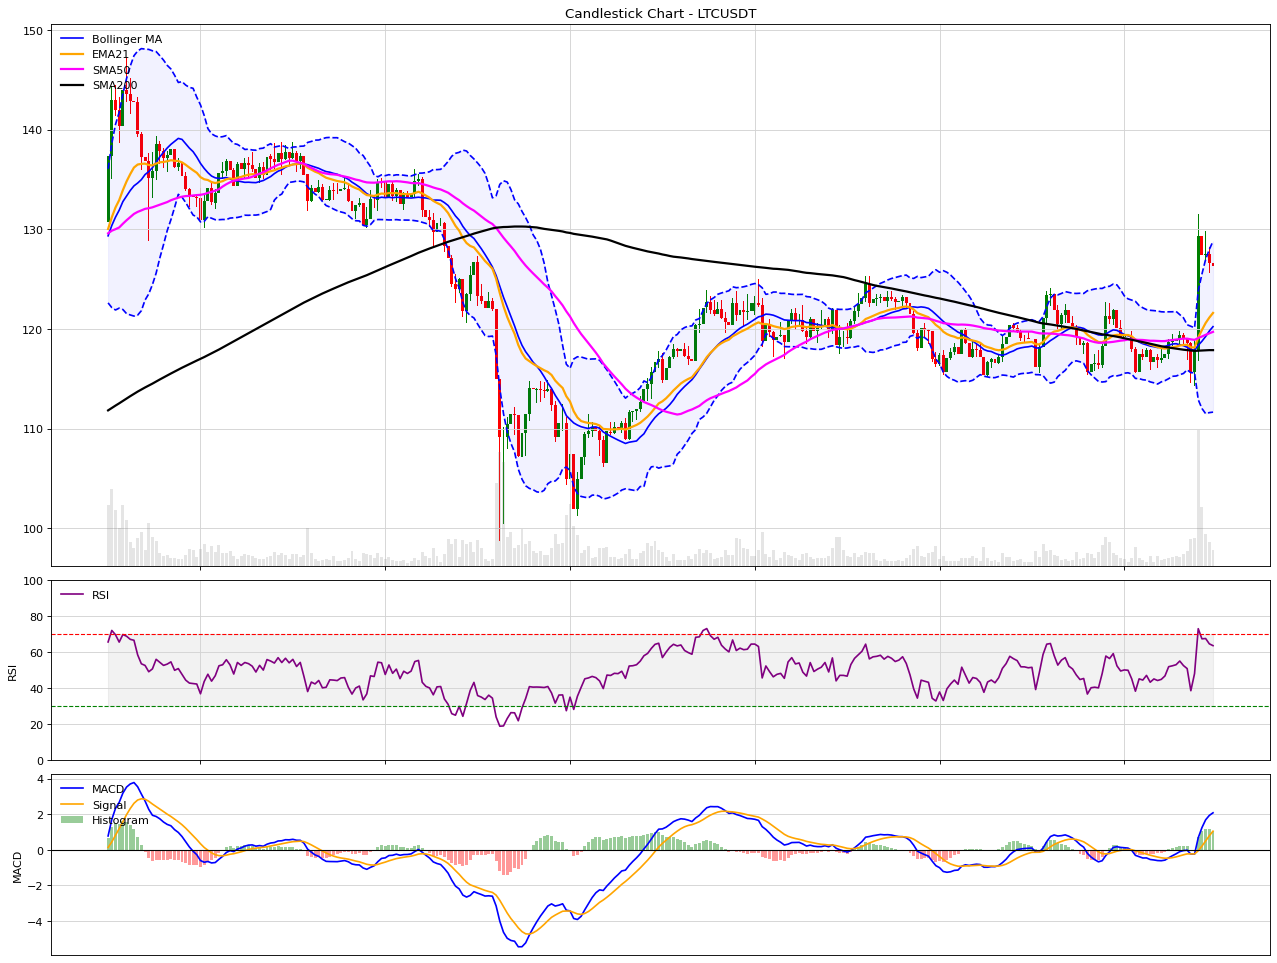 Candlestick Chart - LTCUSDT
150
140
130
120
110
100
Bollinger MA
EMA21
SMA50
SMA200
100
80
60
40
20
0
RSI
RSI
4
2
0
−2
−4
MACD
MACD
Signal
Histogram